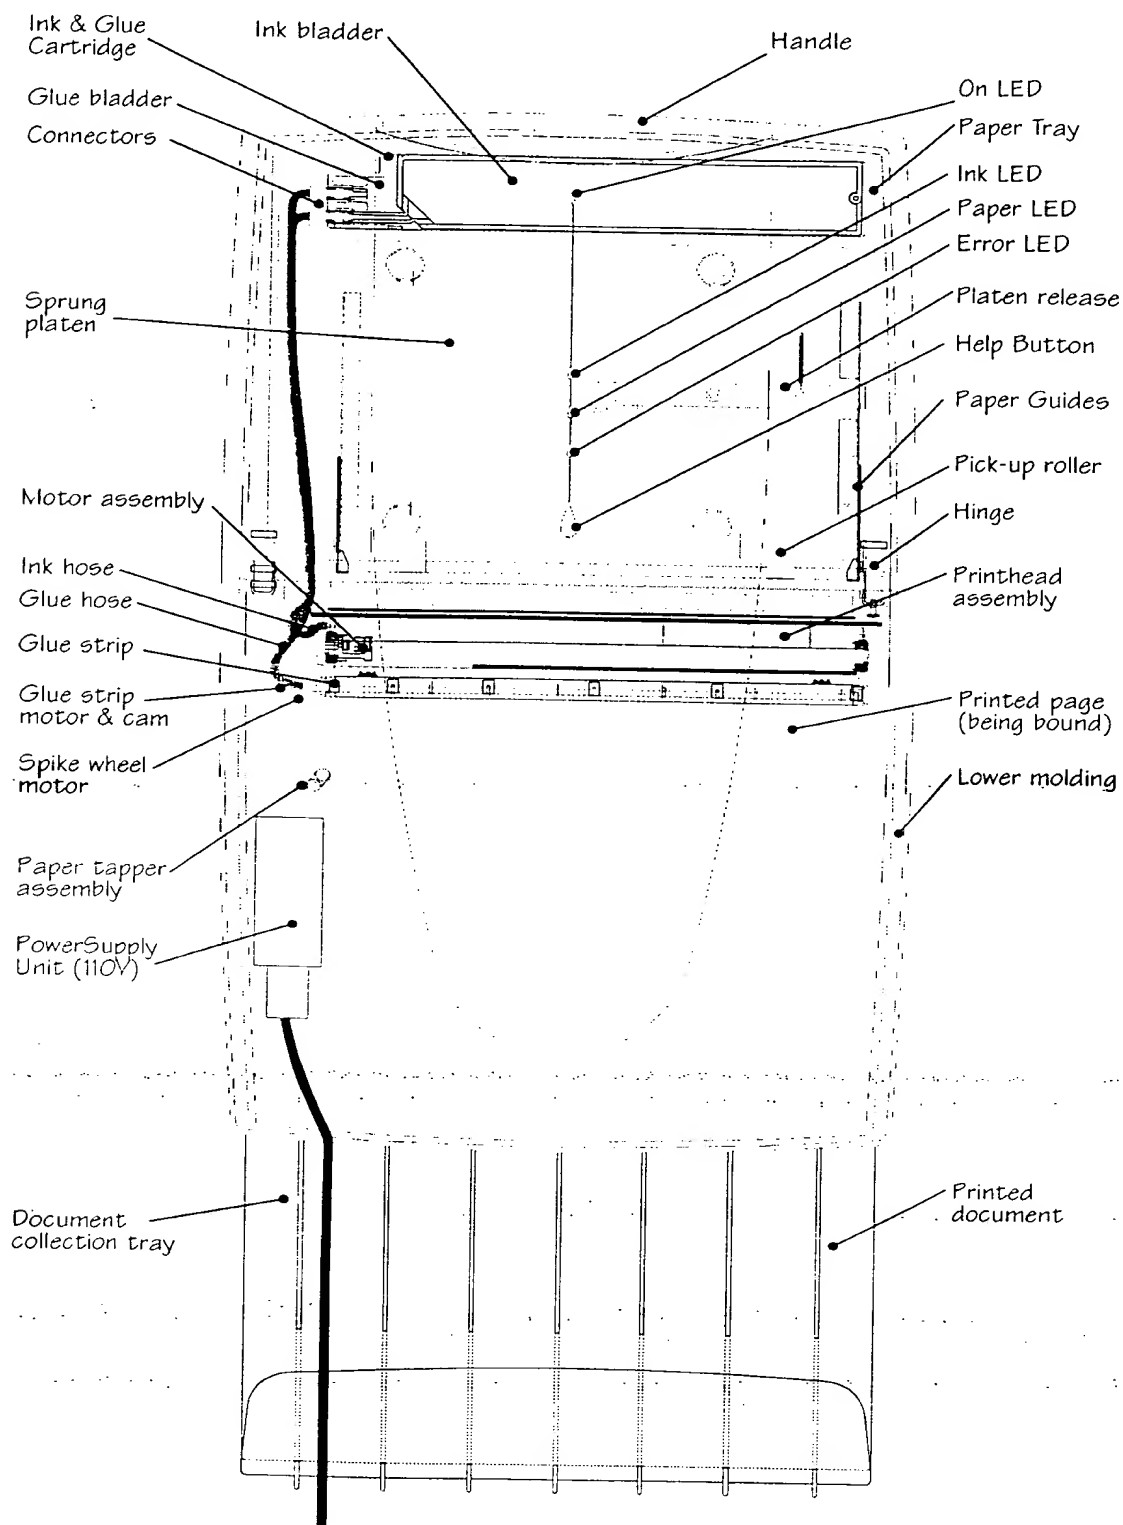 Ink & Glue
Cartridge
Ink bladder
Handle
Glue bladder
Connectors
On LED
Paper Tray
Ink LED
Paper LED
Error LED
Sprung
platen
Platen release
Help Button
Paper Guides
Pick-up roller
Motor assembly
Hinge
Ink hose
Glue hose
Printhead
assembly
Glue strip
Glue strip
motor & cam
Printed page
(being bound)
Spike wheel
motor
Lower molding
Paper tapper
assembly
PowerSupply
Unit (110V)
Document
collection tray
Printed
document